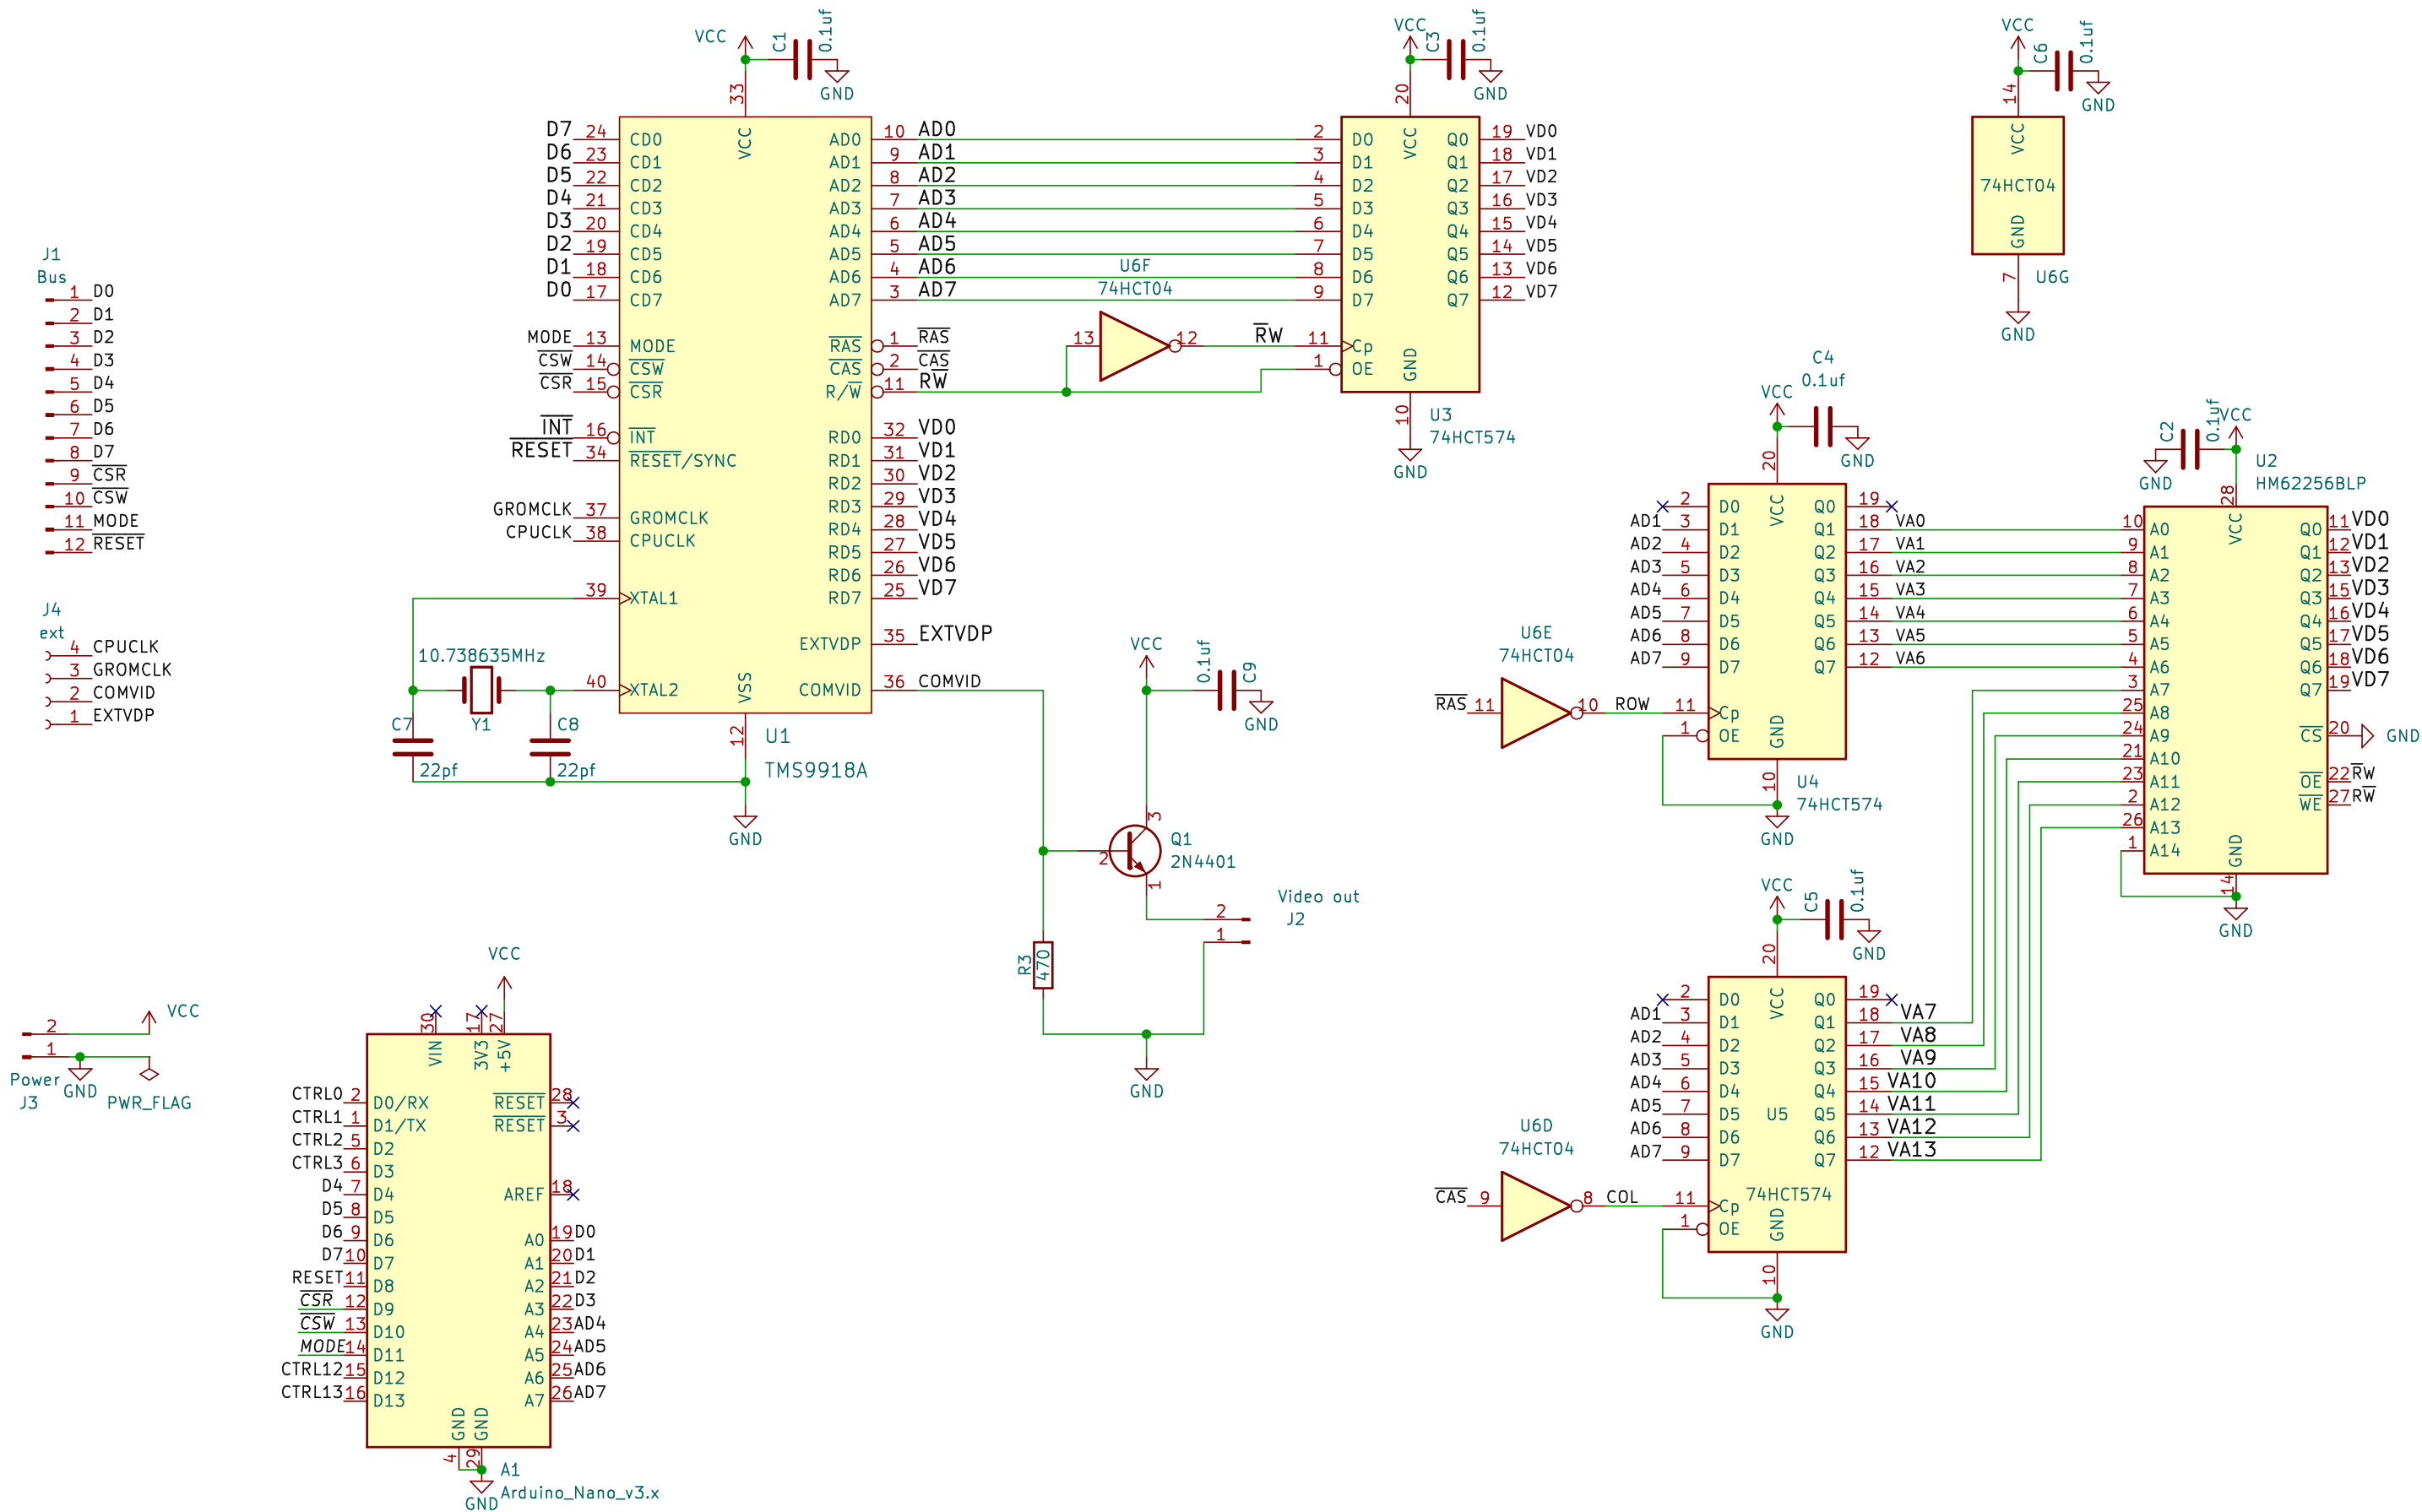 VCC
C1
0.1uf
GND
33
VCC
D7 24 CD0
D6 23 CD1
D5 22 CD2
D4 21 CD3
D3 20 CD4
D2 19 CD5
D1 18 CD6
D0 17 CD7
MODE 13 MODE
CSW 14 CSW
CSR 15 CSR
INT 16 INT
RESET 34 RESET/SYNC
GROMCLK 37 GROMCLK
CPUCLK 38 CPUCLK
39 XTAL1
40 XTAL2
AD0 10 AD0
AD1 9 AD1
AD2 8 AD2
AD3 7 AD3
AD4 6 AD4
AD5 5 AD5
AD6 4 AD6
AD7 3 AD7
RAS 1 RAS
CAS 2 CAS
R/W 11 RW
RD0 32 VD0
RD1 31 VD1
RD2 30 VD2
RD3 29 VD3
RD4 28 VD4
RD5 27 VD5
RD6 26 VD6
RD7 25 VD7
EXTVDP 35 EXTVDP
COMVID 36 COMVID
VSS
12
U1
TMS9918A
GND
10.738635MHz
Y1
C7
22pf
C8
22pf
U6F
74HCT04
13 12
RW
VCC
C3
0.1uf
GND
20
VCC
2 D0 Q0 19 VD0
3 D1 Q1 18 VD1
4 D2 Q2 17 VD2
5 D3 Q3 16 VD3
6 D4 Q4 15 VD4
7 D5 Q5 14 VD5
8 D6 Q6 13 VD6
9 D7 Q7 12 VD7
11 Cp
1 OE
GND
10
U3
74HCT574
GND
VCC
C6
0.1uf
GND
14
VCC
74HCT04
GND
7
U6G
GND
J1
Bus
1 D0
2 D1
3 D2
4 D3
5 D4
6 D5
7 D6
8 D7
9 CSR
10 CSW
11 MODE
12 RESET
J4
ext
4 CPUCLK
3 GROMCLK
2 COMVID
1 EXTVDP
VCC
0.1uf
C9
GND
3
2
1
Q1
2N4401
Video out
J2
2
1
R3
470
GND
C4
0.1uf
VCC
GND
20
VCC
2 D0 Q0 19
AD1 3 D1 Q1 18 VA0
AD2 4 D2 Q2 17 VA1
AD3 5 D3 Q3 16 VA2
AD4 6 D4 Q4 15 VA3
AD5 7 D5 Q5 14 VA4
AD6 8 D6 Q6 13 VA5
AD7 9 D7 Q7 12 VA6
U6E
74HCT04
RAS 11 10 ROW 11 Cp
1 OE
GND
10
U4
74HCT574
GND
C2
0.1uf
VCC
GND
U2
HM62256BLP
28
VCC
10 A0 Q0 11 VD0
9 A1 Q1 12 VD1
8 A2 Q2 13 VD2
7 A3 Q3 15 VD3
6 A4 Q4 16 VD4
5 A5 Q5 17 VD5
4 A6 Q6 18 VD6
3 A7 Q7 19 VD7
25 A8
24 A9 CS 20 GND
21 A10
23 A11 OE 22 RW
2 A12 WE 27 RW
26 A13
1 A14
GND
14
GND
VCC
C5
0.1uf
GND
20
VCC
2 D0 Q0 19
AD1 3 D1 Q1 18 VA7
AD2 4 D2 Q2 17 VA8
AD3 5 D3 Q3 16 VA9
AD4 6 D4 Q4 15 VA10
AD5 7 D5 U5 Q5 14 VA11
AD6 8 D6 Q6 13 VA12
AD7 9 D7 Q7 12 VA13
U6D
74HCT04
74HCT574
CAS 9 8 COL 11 Cp
1 OE
GND
10
GND
2
1
VCC
Power
J3
GND
PWR_FLAG
VCC
30 17 27
VIN 3V3 +5V
CTRL0 2 D0/RX RESET 28
CTRL1 1 D1/TX RESET 3
CTRL2 5 D2
CTRL3 6 D3
D4 7 D4 AREF 18
D5 8 D5
D6 9 D6 A0 19 D0
D7 10 D7 A1 20 D1
RESET 11 D8 A2 21 D2
CSR 12 D9 A3 22 D3
CSW 13 D10 A4 23 AD4
MODE 14 D11 A5 24 AD5
CTRL12 15 D12 A6 25 AD6
CTRL13 16 D13 A7 26 AD7
GND GND
4 29
A1
Arduino_Nano_v3.x
GND